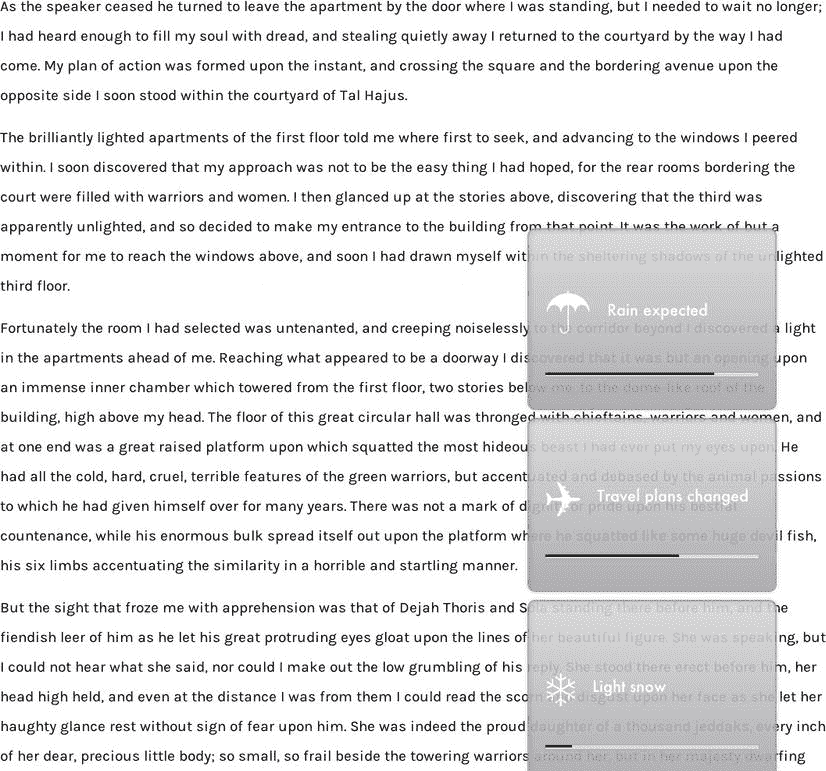 As the speaker ceased he turned to leave the apartment by the door where I was standing, but I needed to wait no longer;
I had heard enough to fill my soul with dread, and stealing quietly away I returned to the courtyard by the way I had
come. My plan of action was formed upon the instant, and crossing the square and the bordering avenue upon the
opposite side I soon stood within the courtyard of Tal Hajus.
The brilliantly lighted apartments of the first floor told me where first to seek, and advancing to the windows I peered
within. I soon discovered that my approach was not to be the easy thing I had hoped, for the rear rooms bordering the
court were filled with warriors and women. I then glanced up at the stories above, discovering that the third was
apparently unlighted, and so decided to make my entrance to the building from that point. It was the work of but a
moment for me to reach the windows above, and soon I had drawn myself within the sheltering shadows of the unlighted
third floor.
Fortunately the room I had selected was untenanted, and creeping noiselessly to the corridor beyond I discovered a light
in the apartments ahead of me. Reaching what appeared to be a doorway I discovered that it was but an opening upon
an immense inner chamber which towered from the first floor, two stories below me, to the dome-like roof of the
building, high above my head. The floor of this great circular hall was thronged with chieftains, warriors and women, and
at one end was a great raised platform upon which squatted the most hideous beast I had ever put my eyes upon. He
had all the cold, hard, cruel, terrible features of the green warriors, but accentuated and debased by the animal passions
to which he had given himself over for many years. There was not a mark of dignity or pride upon his bestial
countenance, while his enormous bulk spread itself out upon the platform where he squatted like some huge devil fish,
his six limbs accentuating the similarity in a horrible and startling manner.
But the sight that froze me with apprehension was that of Dejah Thoris and Sola standing there before him, and the
fiendish leer of him as he let his great protruding eyes gloat upon the lines of her beautiful figure. She was speaking, but
I could not hear what she said, nor could I make out the low grumbling of his reply. She stood there erect before him, her
head high held, and even at the distance I was from them I could read the scorn and disgust upon her face as she let her
haughty glance rest without sign of fear upon him. She was indeed the proud daughter of a thousand jeddaks, every inch
of her dear, precious little body; so small, so frail beside the towering warriors around her, but in her majesty dwarfing
Rain expected
Travel plans changed
Light snow